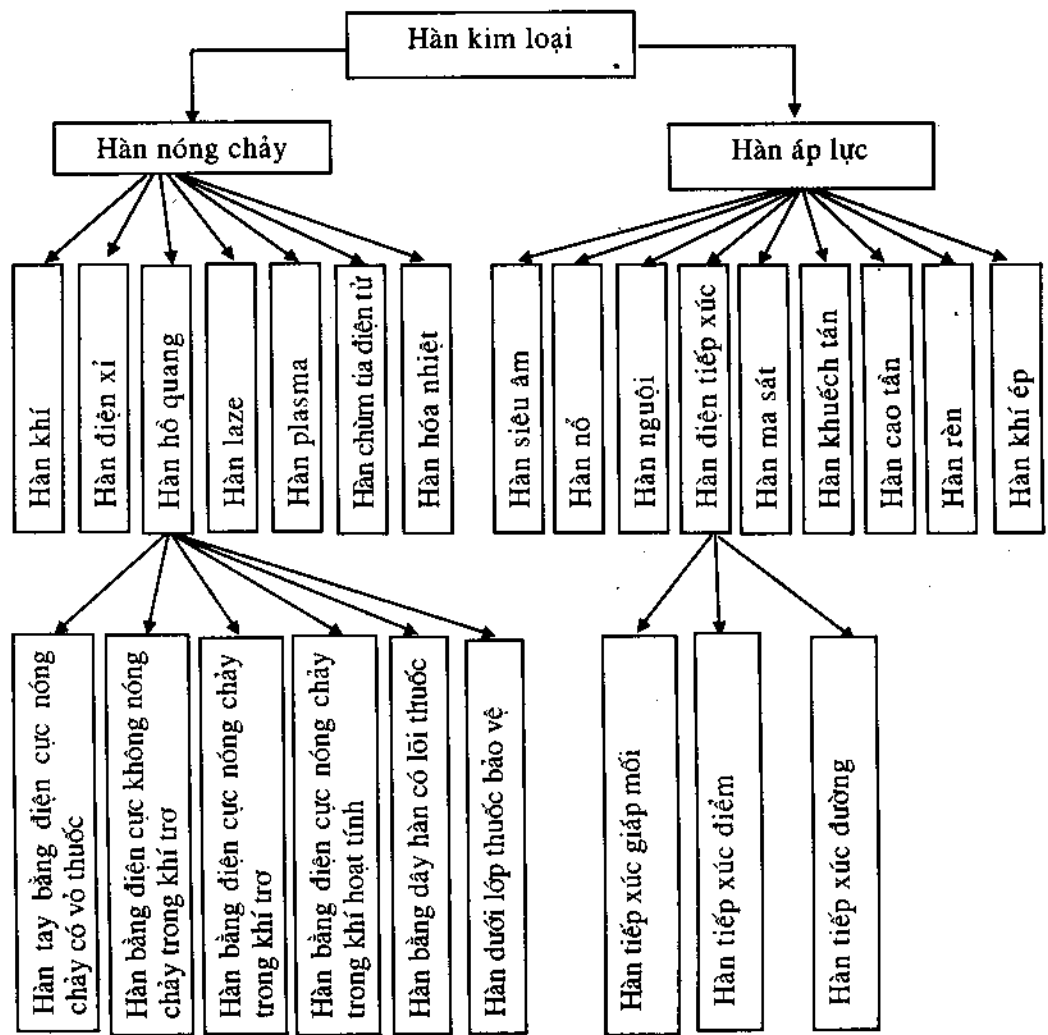 Hàn kim loại
Hàn nóng chảy
Hàn áp lực
Hàn khí
Hàn điện xỉ
Hàn hồ quang
Hàn laze
Hàn plasma
Hàn chùm tia điện tử
Hàn hóa nhiệt
Hàn siêu âm
Hàn nổ
Hàn nguội
Hàn điện tiếp xúc
Hàn ma sát
Hàn khuếch tán
Hàn cao tần
Hàn rèn
Hàn khí ép
Hàn tay bằng điện cực nóng
chảy có vỏ thuốc
Hàn bằng điện cực không nóng
chảy trong khí trơ
Hàn bằng điện cực nóng chảy
trong khí trơ
Hàn bằng điện cực nóng chảy
trong khí hoạt tính
Hàn bằng dây hàn có lõi thuốc
Hàn dưới lớp thuốc bảo vệ
Hàn tiếp xúc giáp mối
Hàn tiếp xúc điểm
Hàn tiếp xúc đường